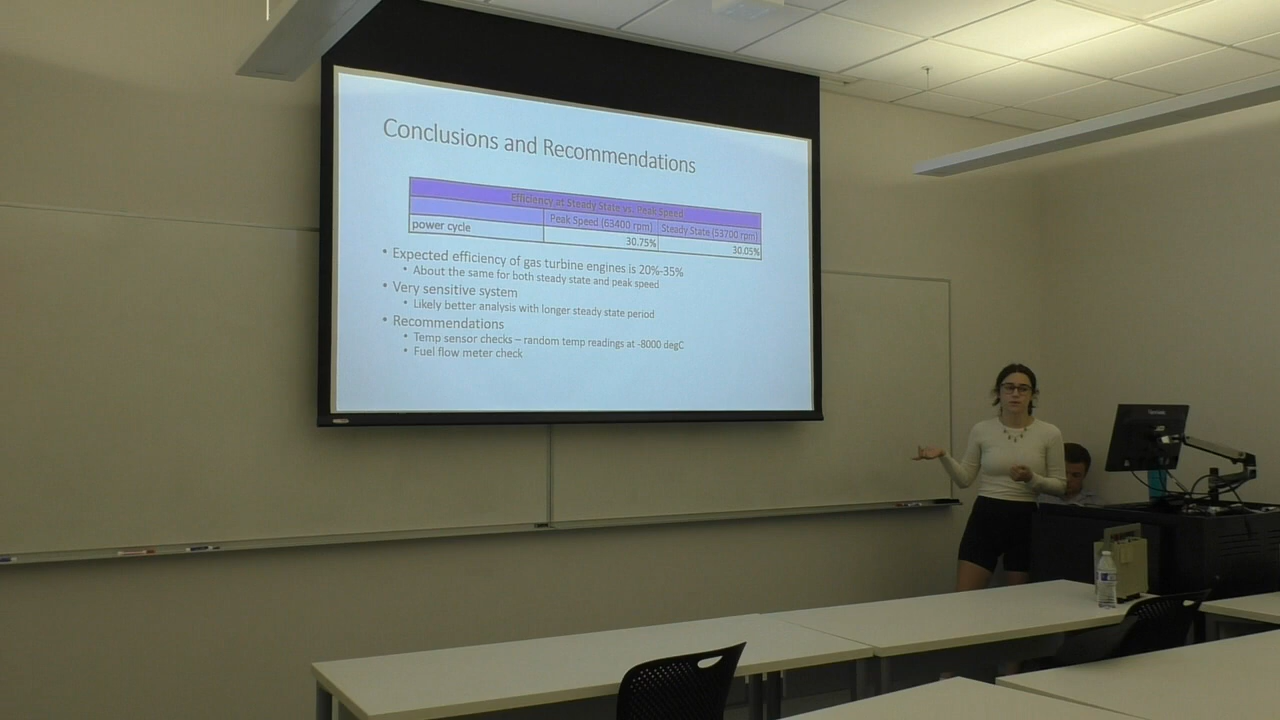 Conclusions and Recommendations
Efficiency at Steady State vs. Peak Speed
Peak Speed (63400 rpm) Steady State (53700 rpm)
power cycle 30.75% 30.05%
• Expected efficiency of gas turbine engines is 20%-35%
• About the same for both steady state and peak speed
• Very sensitive system
• Likely better analysis with longer steady state period
• Recommendations
• Temp sensor checks – random temp readings at -8000 degC
• Fuel flow meter check